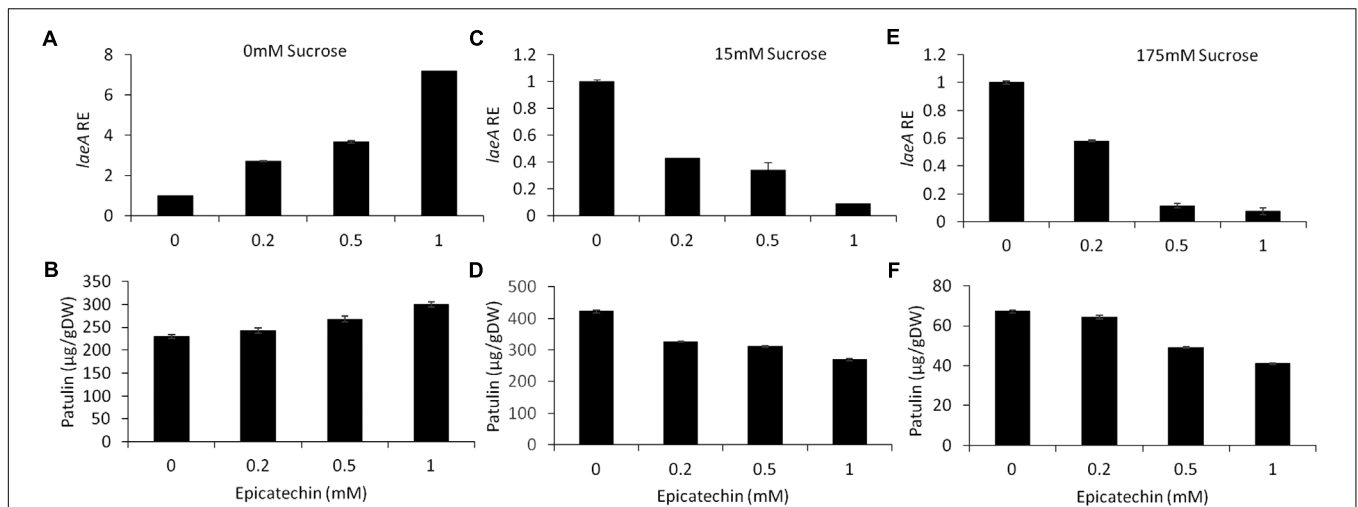 A
0mM Sucrose
laeA RE
8
6
4
2
0
0 0.2 0.5 1
B
Patulin (µg/gDW)
350
300
250
200
150
100
50
0
0 0.2 0.5 1
Epicatechin (mM)
C
15mM Sucrose
laeA RE
1.2
1
0.8
0.6
0.4
0.2
0
0 0.2 0.5 1
D
Patulin (µg/gDW)
500
400
300
200
100
0
0 0.2 0.5 1
Epicatechin (mM)
E
175mM Sucrose
laeA RE
1.2
1
0.8
0.6
0.4
0.2
0
0 0.2 0.5 1
F
Patulin (µg/gDW)
80
60
40
20
0
0 0.2 0.5 1
Epicatechin (mM)